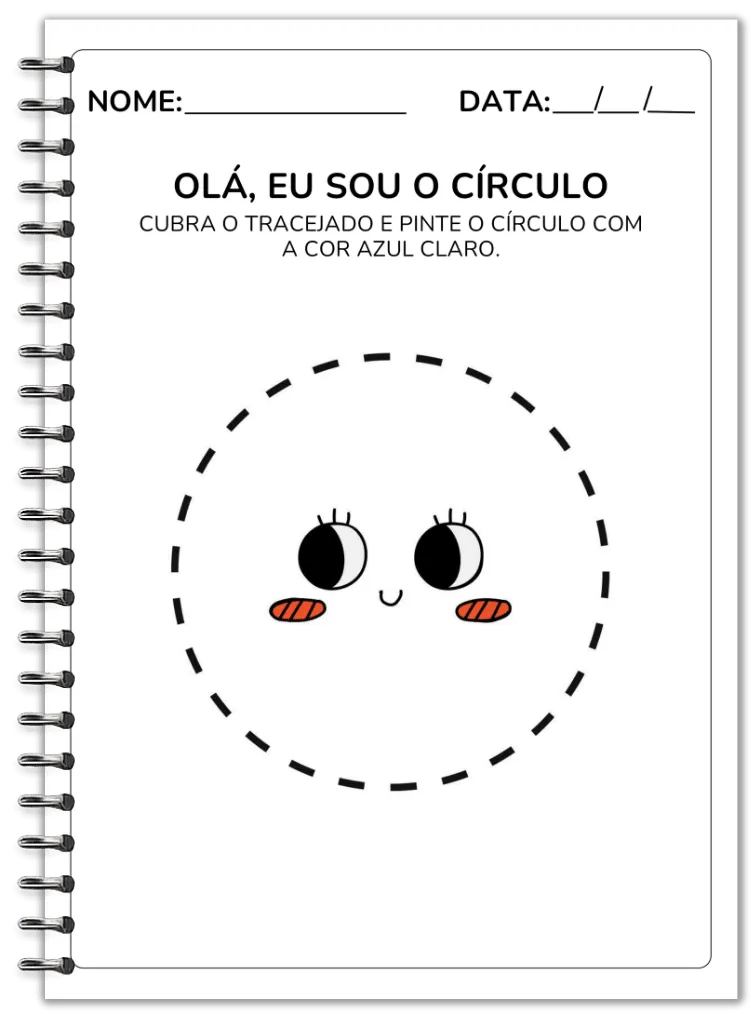 NOME:________________ DATA:___/___/___
OLÁ, EU SOU O CÍRCULO
CUBRA O TRACEJADO E PINTE O CÍRCULO COM
A COR AZUL CLARO.